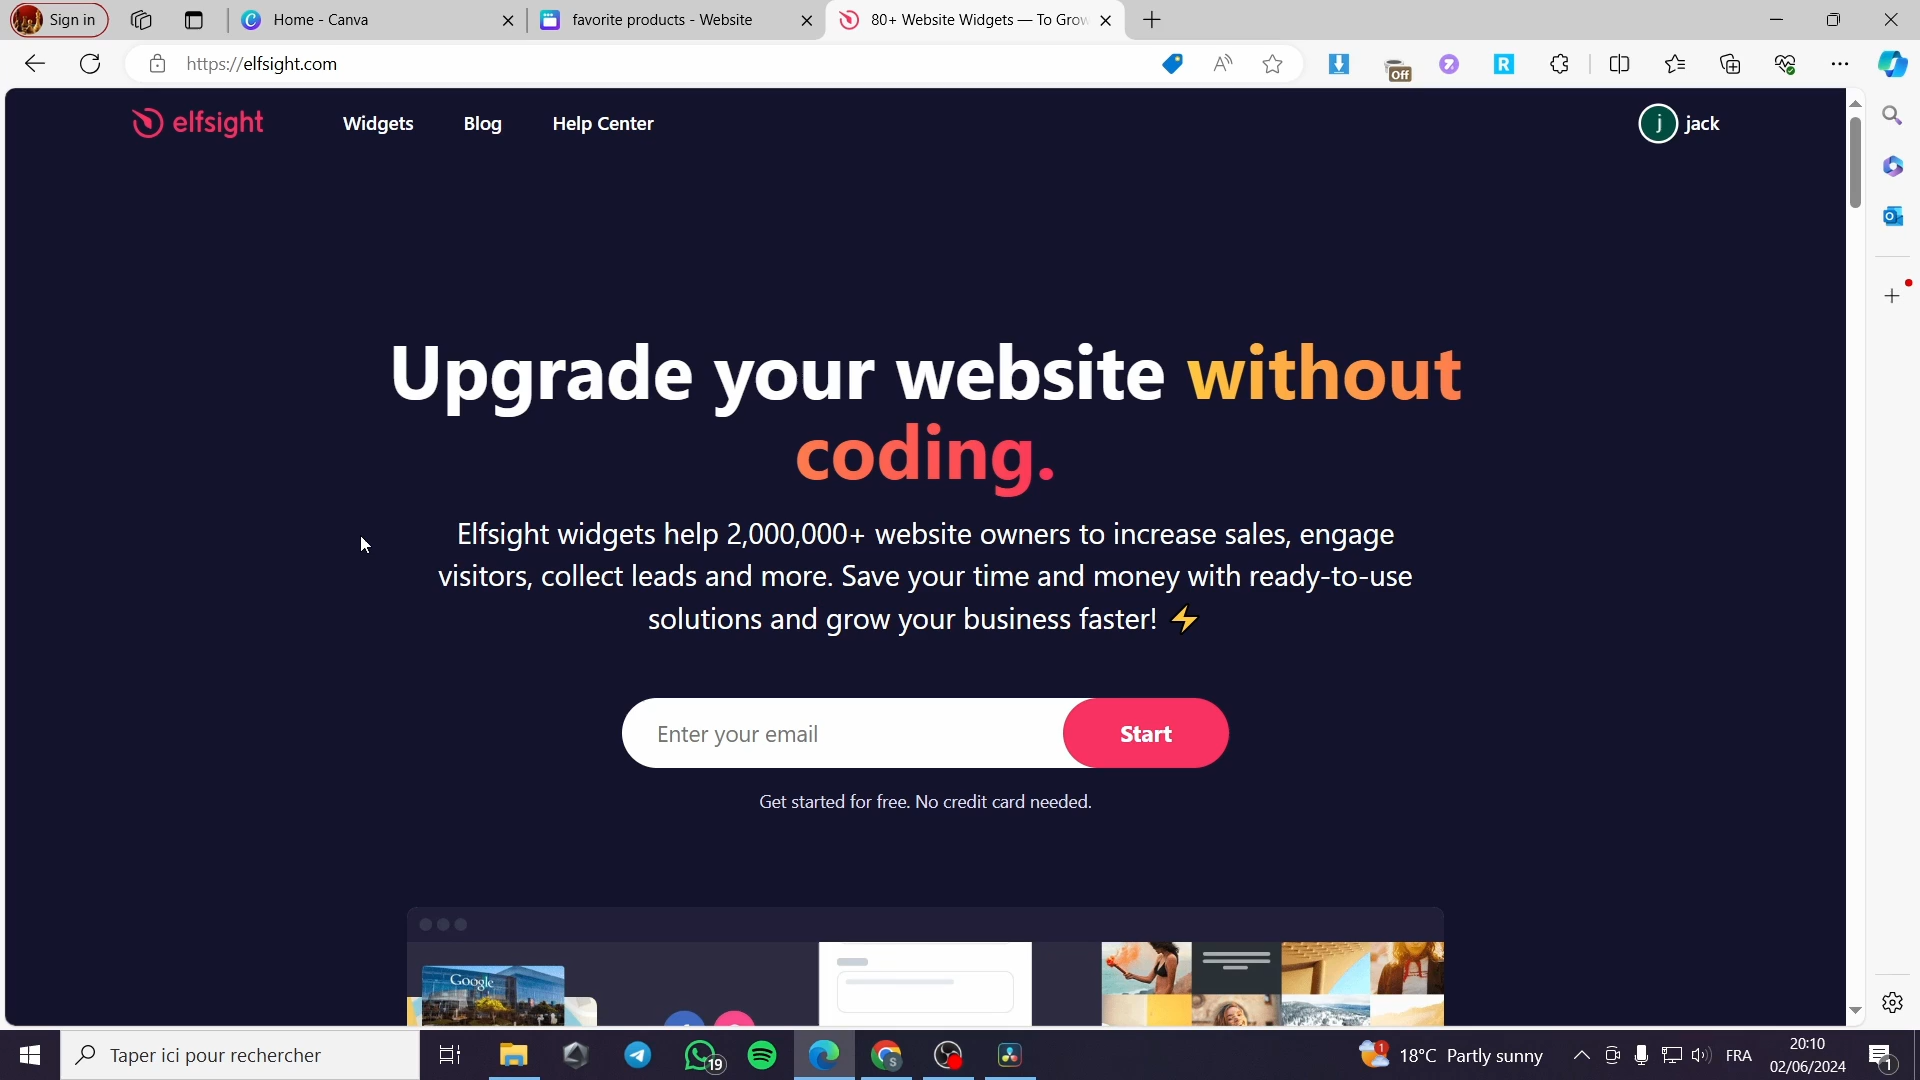 Sign in
Home - Canva
favorite products - Website
80+ Website Widgets — To Grow
https://elfsight.com
Off
elfsight
Widgets
Blog
Help Center
j
jack
Upgrade your website without
coding.
Elfsight widgets help 2,000,000+ website owners to increase sales, engage
visitors, collect leads and more. Save your time and money with ready-to-use
solutions and grow your business faster! ⚡
Enter your email
Start
Get started for free. No credit card needed.
Google
Taper ici pour rechercher
19
1
18°C Partly sunny
FRA
20:10
02/06/2024
1